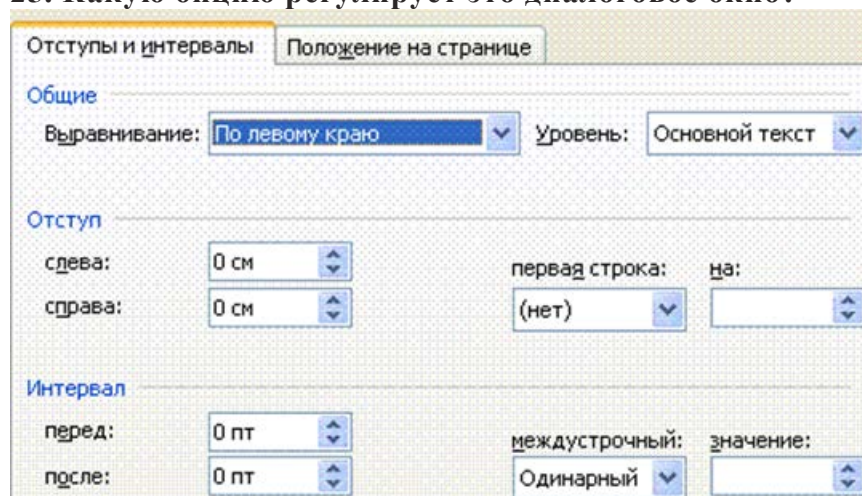 23. Какую опцию регулирует это диалоговое окно?
Отступы и интервалы Положение на странице
Общие
Выравнивание: По левому краю Уровень: Основной текст
Отступ
слева: 0 см первая строка: на:
справа: 0 см (нет)
Интервал
перед: 0 пт междустрочный: значение:
после: 0 пт Одинарный